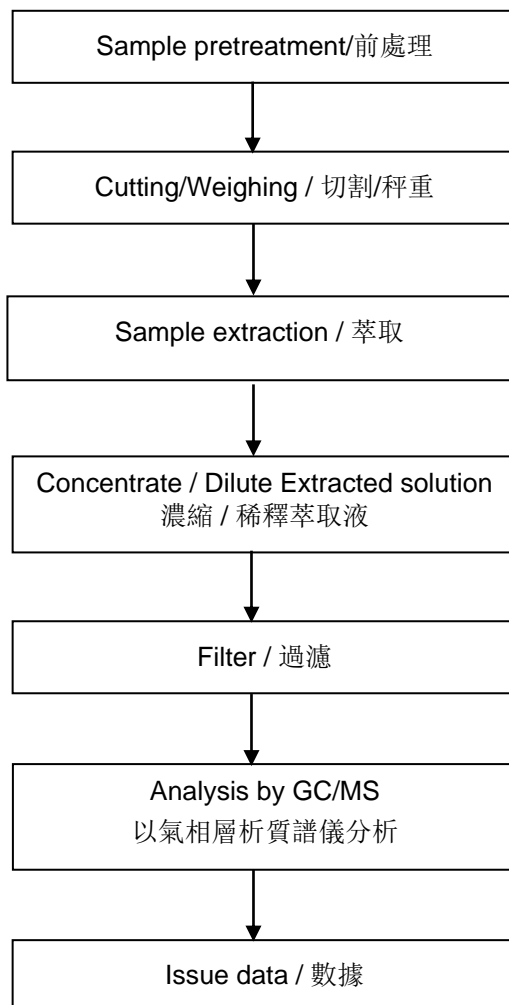 Sample pretreatment/前處理
Cutting/Weighing / 切割/秤重
Sample extraction / 萃取
Concentrate / Dilute Extracted solution
濃縮 / 稀釋萃取液
Filter / 過濾
Analysis by GC/MS
以氣相層析質譜儀分析
Issue data / 數據